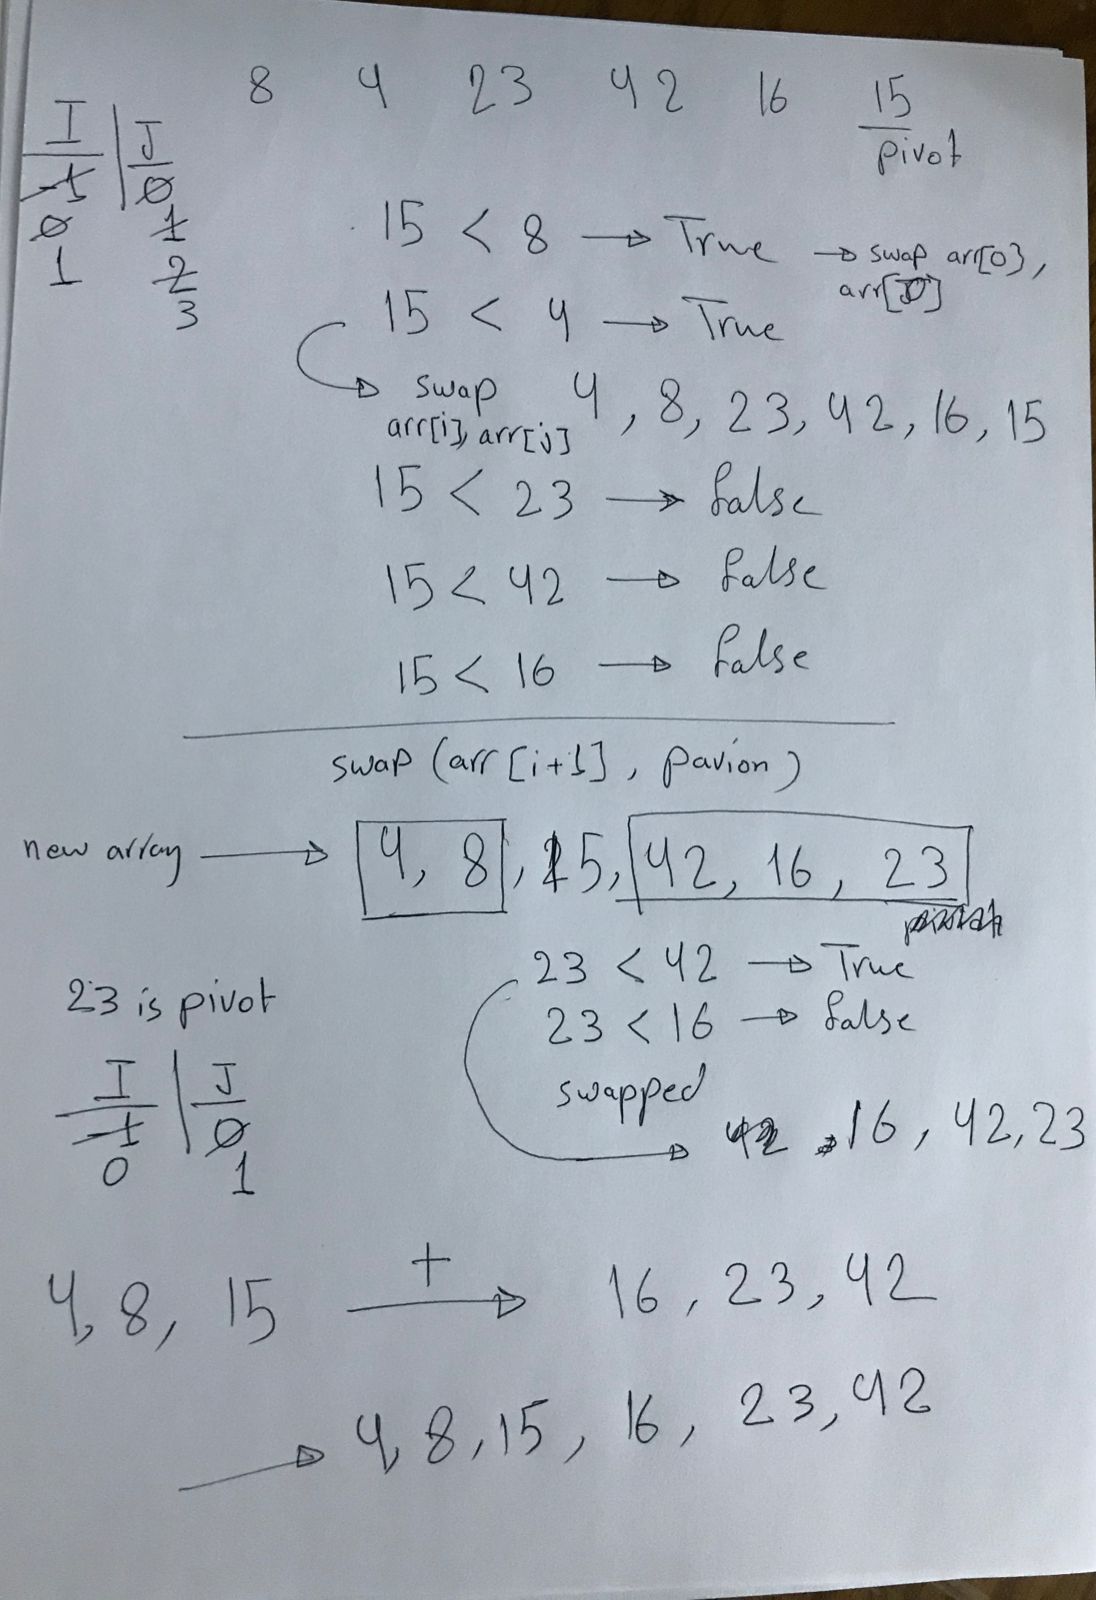 8 4 23 42 16 15
pivot
I | J
-1 0
0 1
1 2
3
15 < 8 → True → swap arr[0],
arr[0]
15 < 4 → True
→ swap 4, 8, 23, 42, 16, 15
arr[i], arr[j]
15 < 23 → false
15 < 42 → false
15 < 16 → false
swap (arr [i+1], pavion)
new array → 4, 8, 15, 42, 16, 23
23 < 42 → True
23 is pivot
23 < 16 → false
I | J
-1 0
0 1
swapped
→ 16, 42, 23
4, 8, 15 + → 16, 23, 42
→ 4, 8, 15, 16, 23, 42